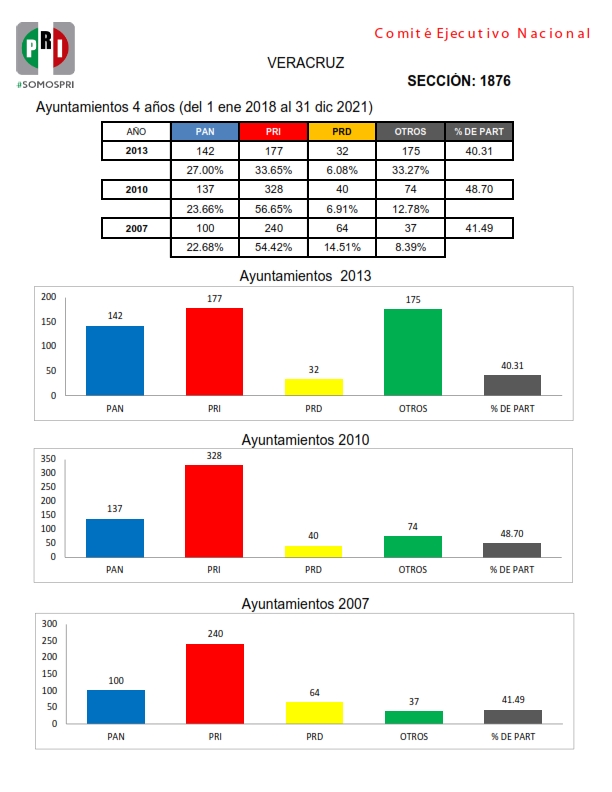 Comité Ejecutivo Nacional
PRI
#SOMOSPRI
VERACRUZ
SECCIÓN: 1876
Ayuntamientos 4 años (del 1 ene 2018 al 31 dic 2021)
AÑO PAN PRI PRD OTROS % DE PART
2013 142 177 32 175 40.31
27.00% 33.65% 6.08% 33.27%
2010 137 328 40 74 48.70
23.66% 56.65% 6.91% 12.78%
2007 100 240 64 37 41.49
22.68% 54.42% 14.51% 8.39%
Ayuntamientos 2013
200
150
100
50
0
142 177 32 175 40.31
PAN PRI PRD OTROS % DE PART
Ayuntamientos 2010
350
300
250
200
150
100
50
0
137 328 40 74 48.70
PAN PRI PRD OTROS % DE PART
Ayuntamientos 2007
300
250
200
150
100
50
0
100 240 64 37 41.49
PAN PRI PRD OTROS % DE PART